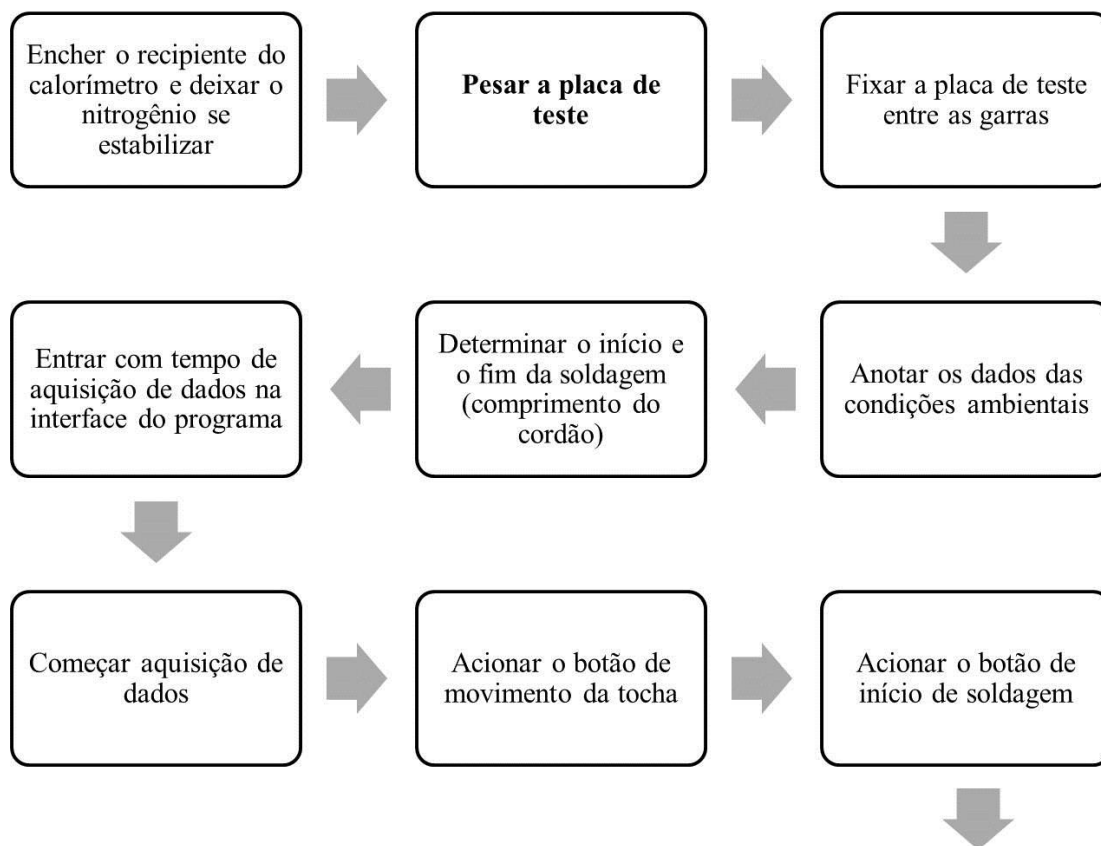 Encher o recipiente do
calorímetro e deixar o
nitrogênio se
estabilizar
Pesar a placa de
teste
Fixar a placa de teste
entre as garras
Anotar os dados das
condições ambientais
Determinar o início e
o fim da soldagem
(comprimento do
cordão)
Entrar com tempo de
aquisição de dados na
interface do programa
Começar aquisição de
dados
Acionar o botão de
movimento da tocha
Acionar o botão de
início de soldagem